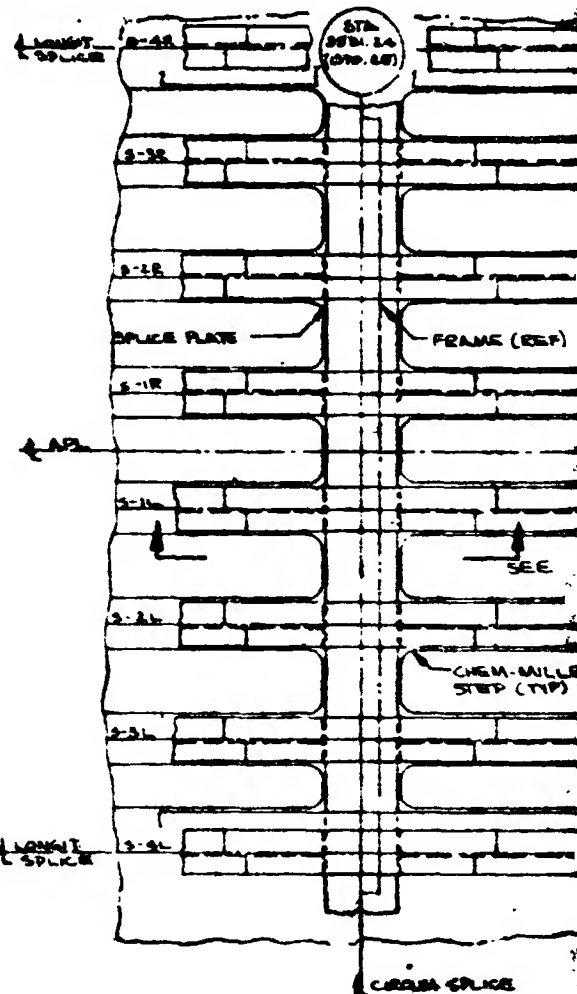 STA
LONGIT
SPLICE
S-4R
S-3R
S-2R
SPLICE PLATE
FRAME (REF)
S-1R
APL
S-1L
SEE
S-2L
CHEM-MILLE
STEP (TYP)
S-3L
LONGIT
SPLICE
S-4L
CIRCUM SPLICE